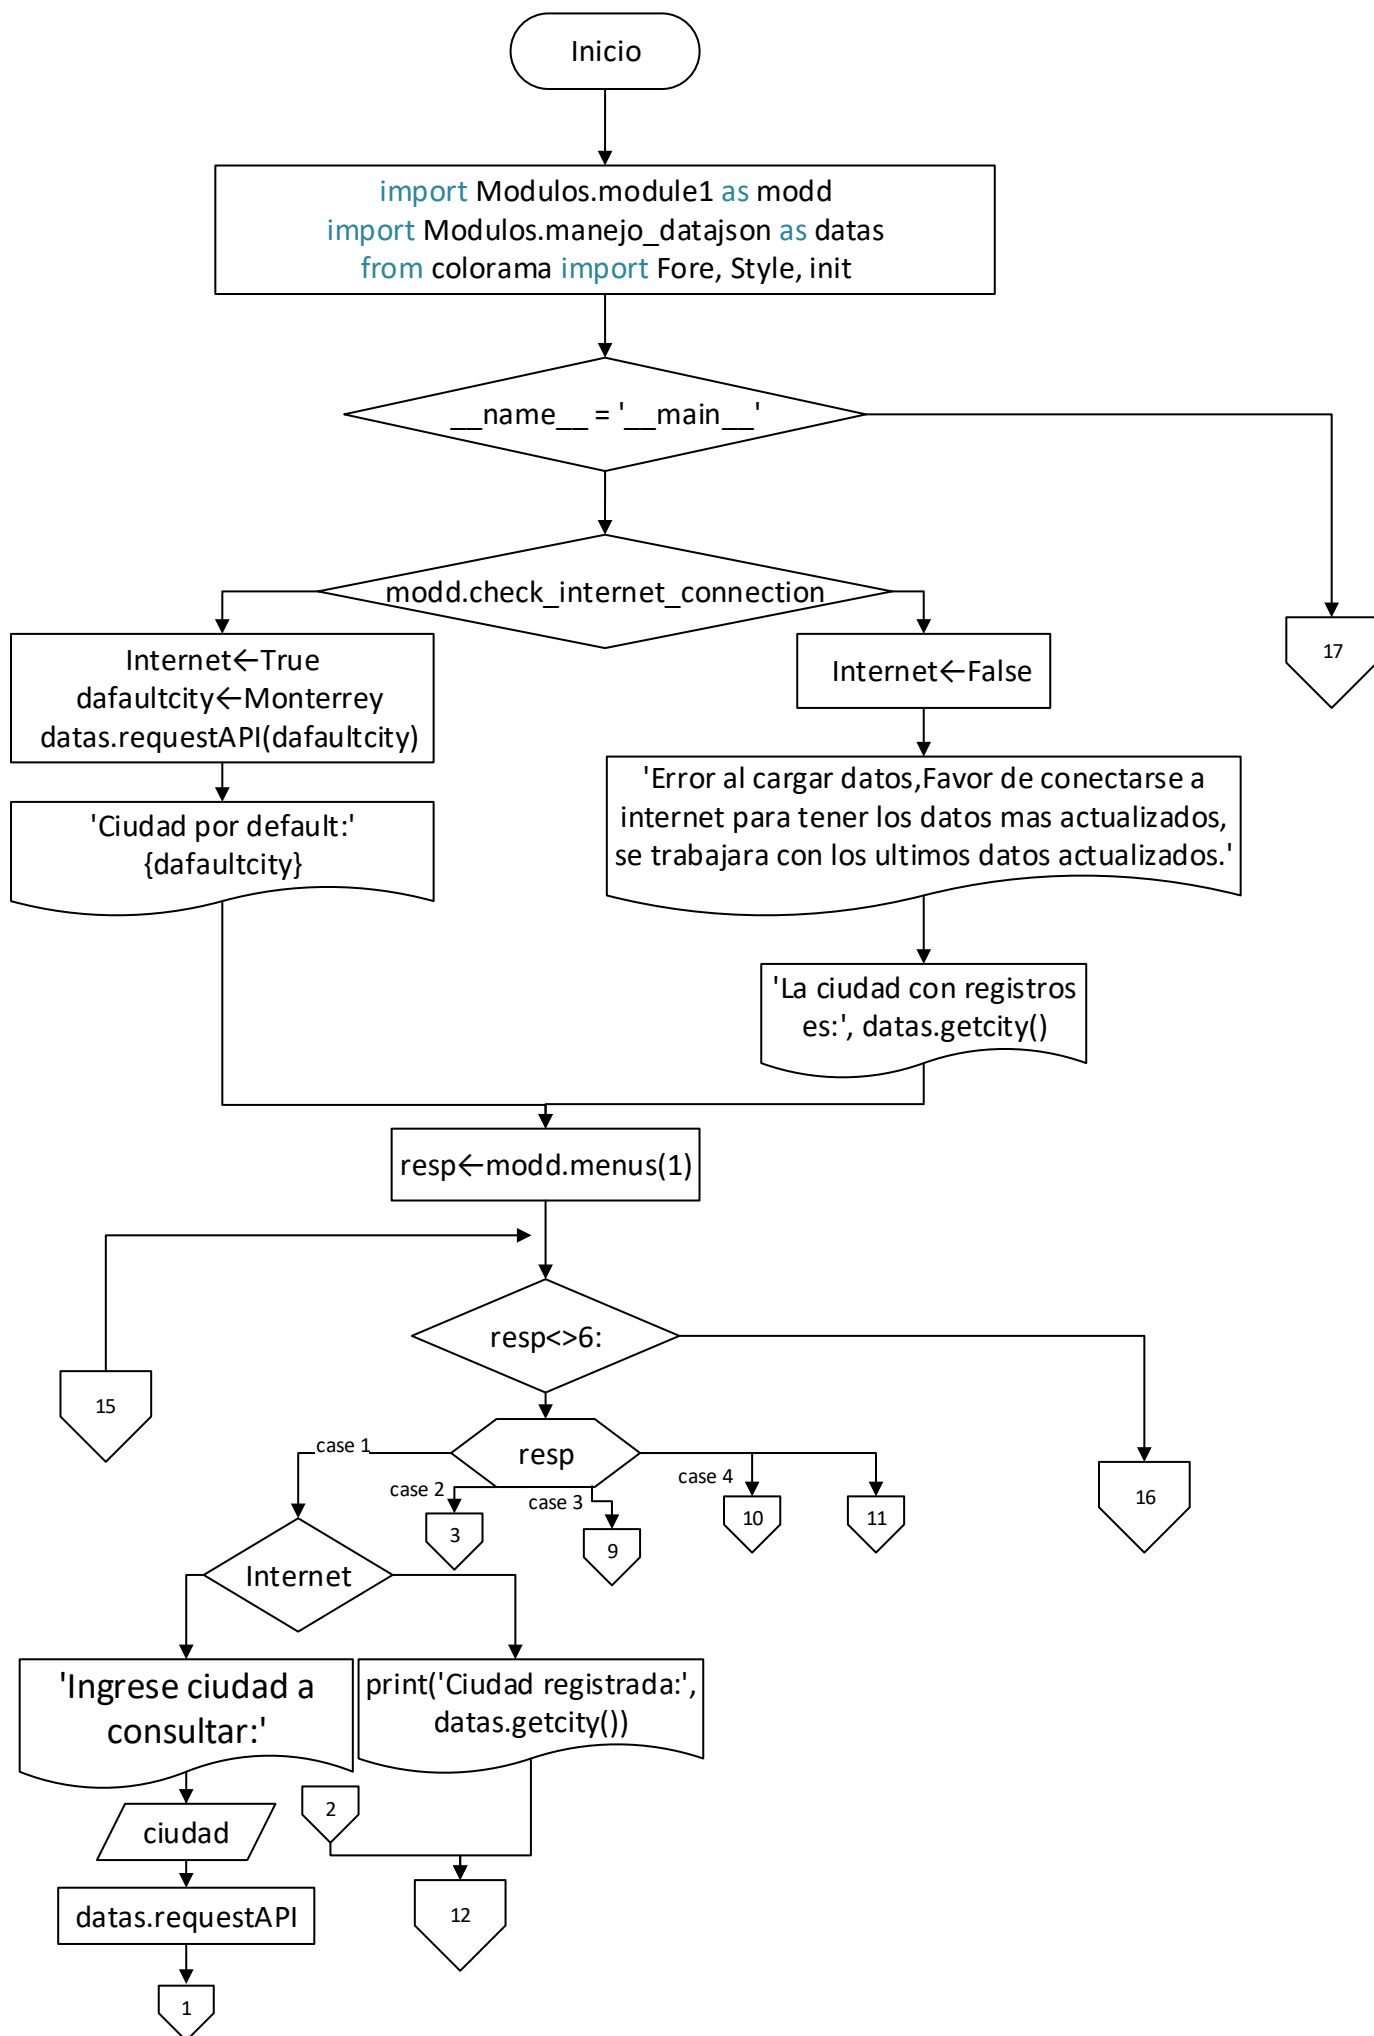 Inicio
import Modulos.module1 as modd
import Modulos.manejo_datajson as datas
from colorama import Fore, Style, init
__name__ = '__main__'
modd.check_internet_connection
Internet←True
dafaultcity←Monterrey
datas.requestAPI(dafaultcity)
Internet←False
17
'Ciudad por default:'
{dafaultcity}
'Error al cargar datos,Favor de conectarse a
internet para tener los datos mas actualizados,
se trabajara con los ultimos datos actualizados.'
'La ciudad con registros
es:', datas.getcity()
resp←modd.menus(1)
resp<>6:
15
case 1
resp
case 2
case 3
case 4
3
9
10
11
16
Internet
'Ingrese ciudad a
consultar:'
print('Ciudad registrada:',
datas.getcity())
2
ciudad
datas.requestAPI
12
1